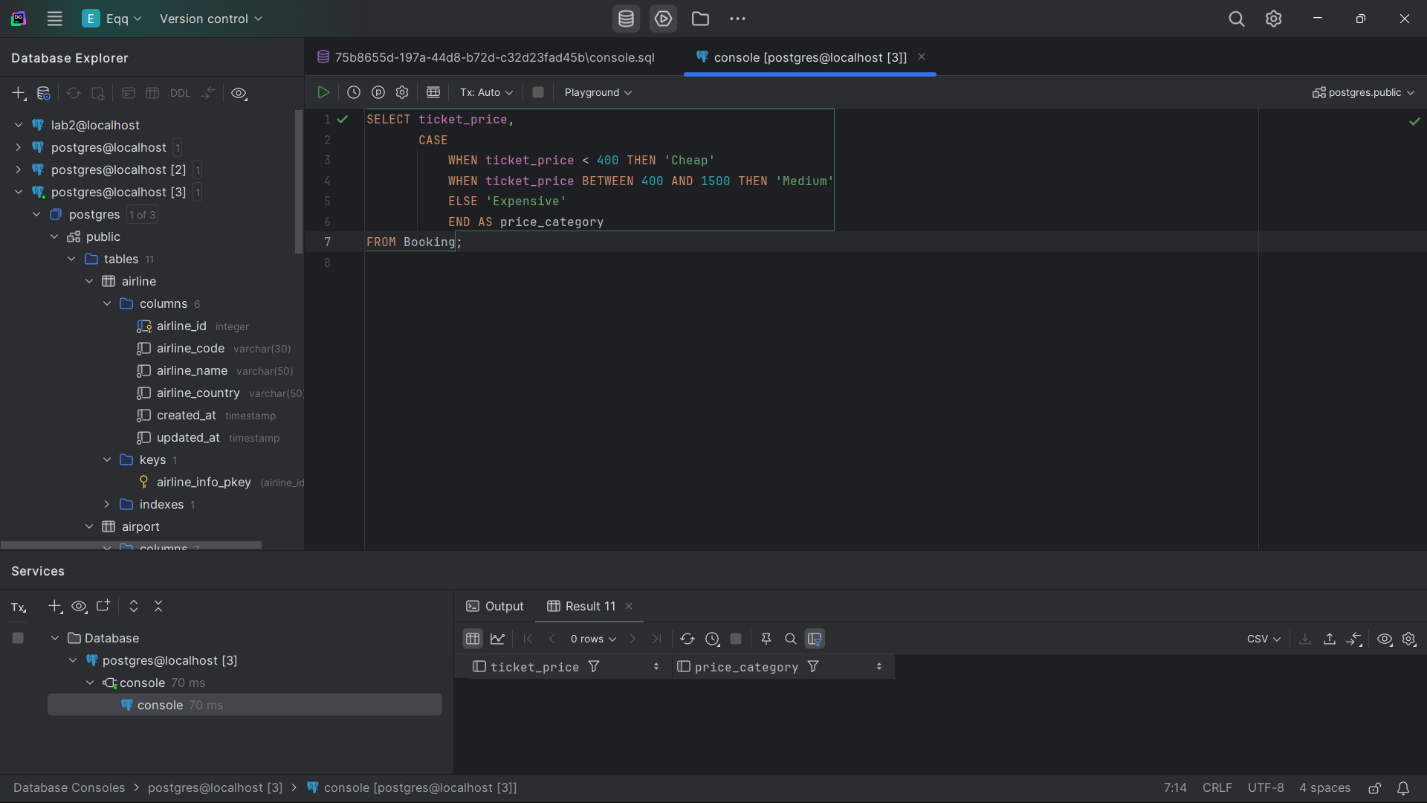 E Eqq Version control
Database Explorer
75b8655d-197a-44d8-b72d-c32d23fad45b\console.sql
console [postgres@localhost [3]]
DDL
Tx: Auto
Playground
postgres.public
lab2@localhost
postgres@localhost 1
postgres@localhost [2] 1
postgres@localhost [3] 1
postgres 1 of 3
public
tables 11
airline
columns 6
airline_id integer
airline_code varchar(30)
airline_name varchar(50)
airline_country varchar(50)
created_at timestamp
updated_at timestamp
keys 1
airline_info_pkey (airline_id
indexes 1
airport
columns 7
1 SELECT ticket_price,
2 CASE
3 WHEN ticket_price < 400 THEN 'Cheap'
4 WHEN ticket_price BETWEEN 400 AND 1500 THEN 'Medium'
5 ELSE 'Expensive'
6 END AS price_category
7 FROM Booking;
8
Services
Tx
Database
postgres@localhost [3]
console 70 ms
console 70 ms
Output
Result 11
0 rows
CSV
ticket_price
price_category
Database Consoles > postgres@localhost [3] > console [postgres@localhost [3]]
7:14 CRLF UTF-8 4 spaces